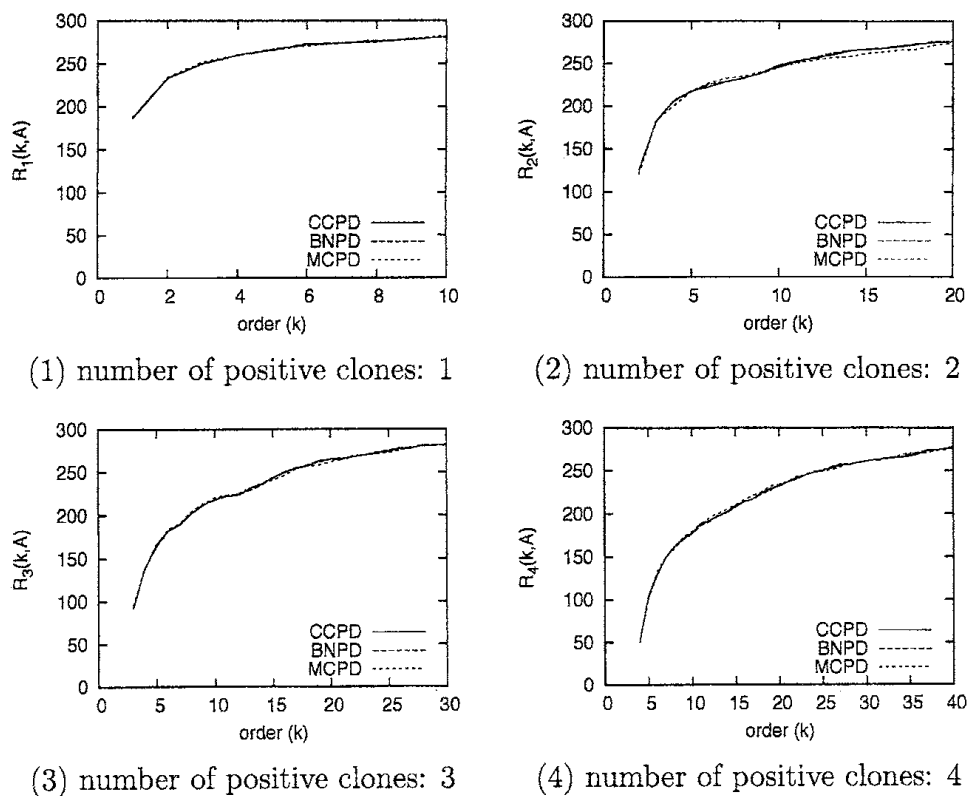 300
250
200
150
100
50
0
R1(k,A)
CCPD
BNPD
MCPD
0 2 4 6 8 10
order (k)
(1) number of positive clones: 1
300
250
200
150
100
50
0
R2(k,A)
CCPD
BNPD
MCPD
0 5 10 15 20
order (k)
(2) number of positive clones: 2
300
250
200
150
100
50
0
R3(k,A)
CCPD
BNPD
MCPD
0 5 10 15 20 25 30
order (k)
(3) number of positive clones: 3
300
250
200
150
100
50
0
R4(k,A)
CCPD
BNPD
MCPD
0 5 10 15 20 25 30 35 40
order (k)
(4) number of positive clones: 4